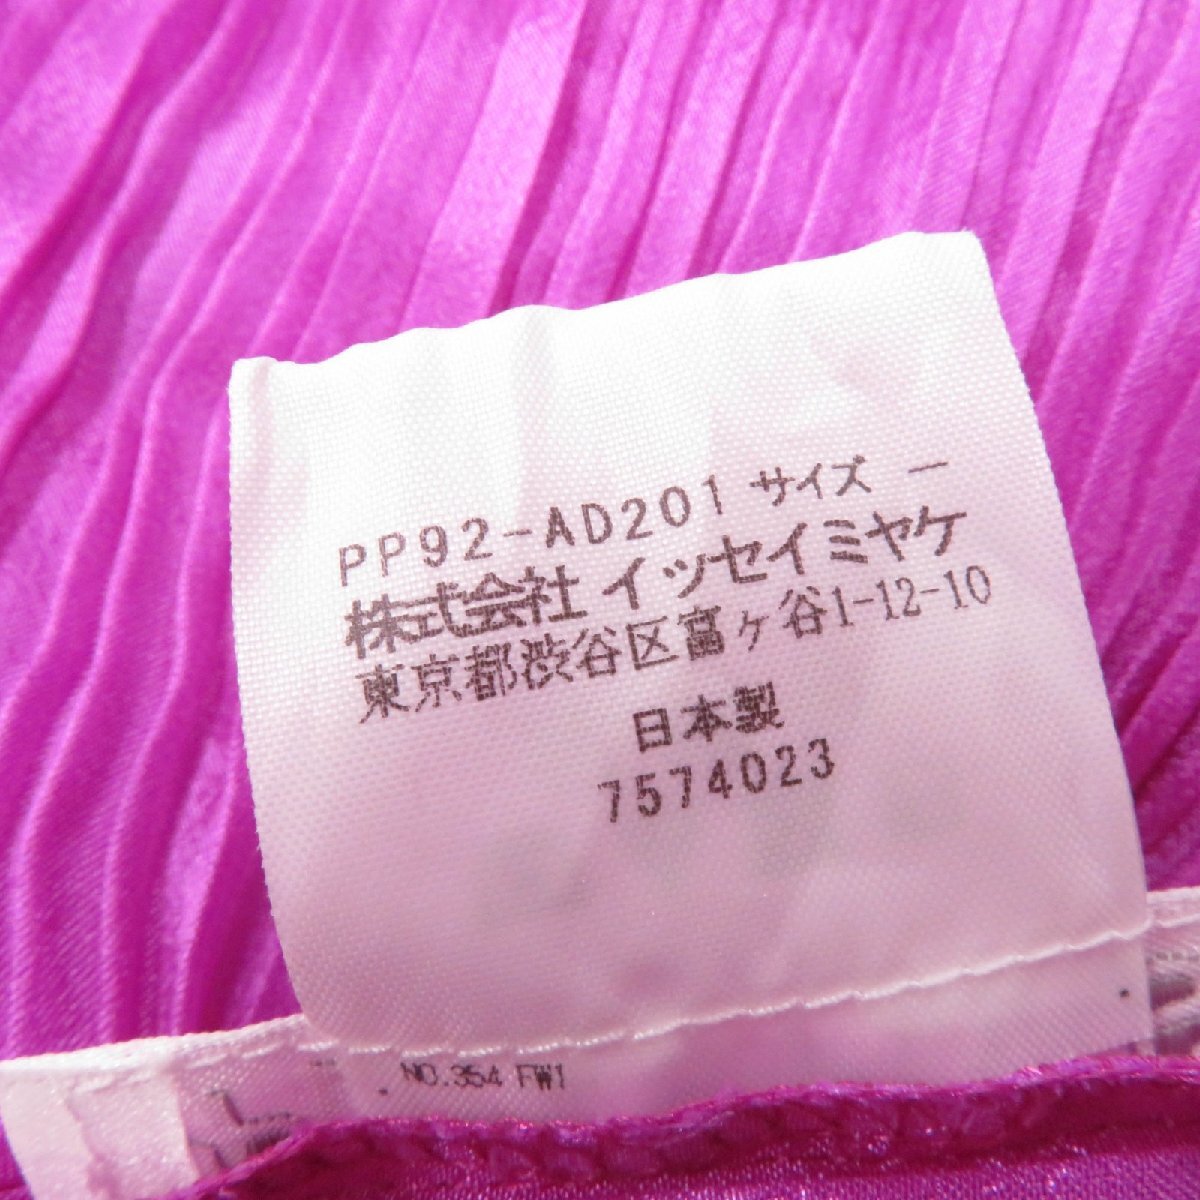 PP92-AD201 サイズ ー
株式会社 イッセイミヤケ
東京都渋谷区富ヶ谷1-12-10
日本製
7574023
NO.354 FW1